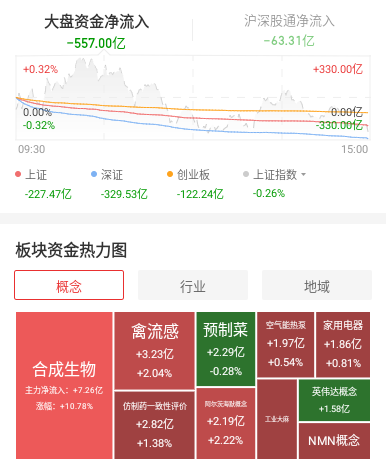 大盘资金净流入
沪深股通净流入
-557.00亿
-63.31亿
+0.32%
+330.00亿
0.00%
0.00亿
-0.32%
-330.00亿
09:30
15:00
上证
深证
创业板
上证指数
-227.47亿
-329.53亿
-122.24亿
-0.26%
板块资金热力图
概念
行业
地域
合成生物
主力净流入：+7.26亿
涨幅：+10.78%
禽流感
+3.23亿
+2.04%
仿制药一致性评价
+2.82亿
+1.38%
预制菜
+2.29亿
-0.28%
阿尔茨海默概念
+2.19亿
+2.22%
空气能热泵
+1.97亿
+0.54%
家用电器
+1.86亿
+0.81%
工业大麻
英伟达概念
+1.58亿
NMN概念